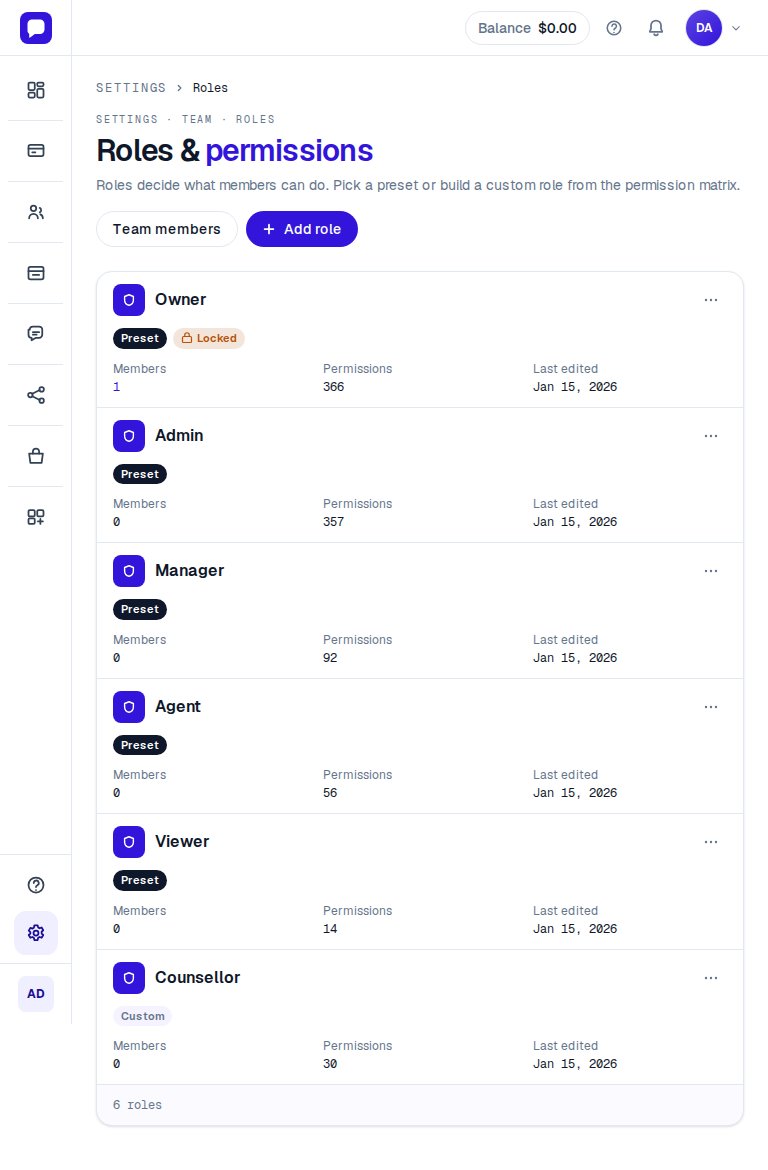 Balance $0.00
DA
SETTINGS › Roles
SETTINGS · TEAM · ROLES
Roles & permissions
Roles decide what members can do. Pick a preset or build a custom role from the permission matrix.
Team members
+ Add role
Owner
Preset Locked
Members Permissions Last edited
1 366 Jan 15, 2026
Admin
Preset
Members Permissions Last edited
0 357 Jan 15, 2026
Manager
Preset
Members Permissions Last edited
0 92 Jan 15, 2026
Agent
Preset
Members Permissions Last edited
0 56 Jan 15, 2026
Viewer
Preset
Members Permissions Last edited
0 14 Jan 15, 2026
Counsellor
Custom
Members Permissions Last edited
0 30 Jan 15, 2026
6 roles
AD